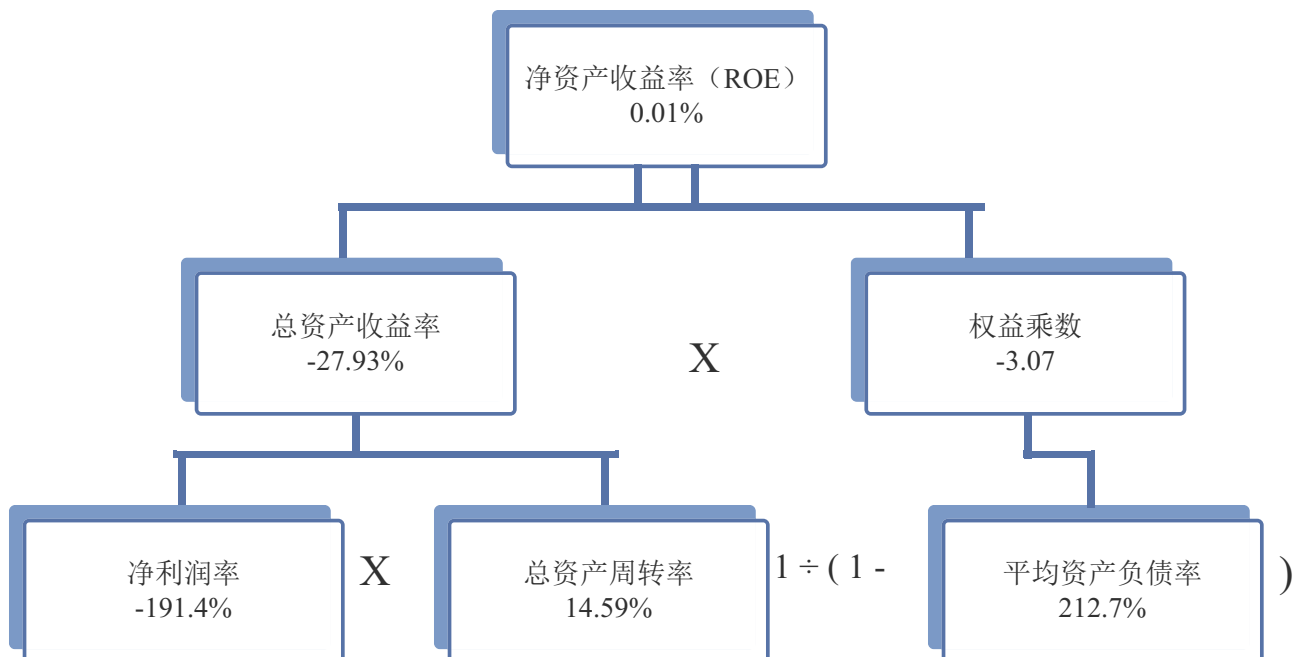 净资产收益率（ROE）
0.01%
总资产收益率
-27.93%
X
权益乘数
-3.07
净利润率
-191.4%
X
总资产周转率
14.59%
1 ÷ ( 1 -
平均资产负债率
212.7%
)